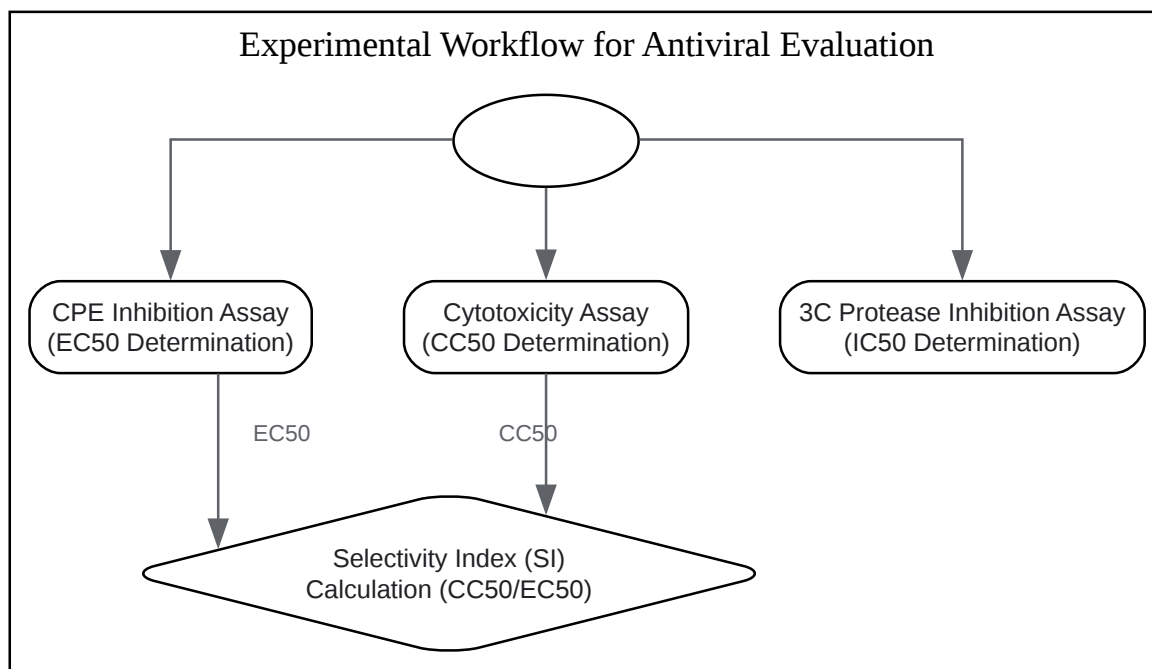 Experimental Workflow for Antiviral Evaluation
CPE Inhibition Assay
(EC50 Determination)
Cytotoxicity Assay
(CC50 Determination)
3C Protease Inhibition Assay
(IC50 Determination)
EC50
CC50
Selectivity Index (SI)
Calculation (CC50/EC50)